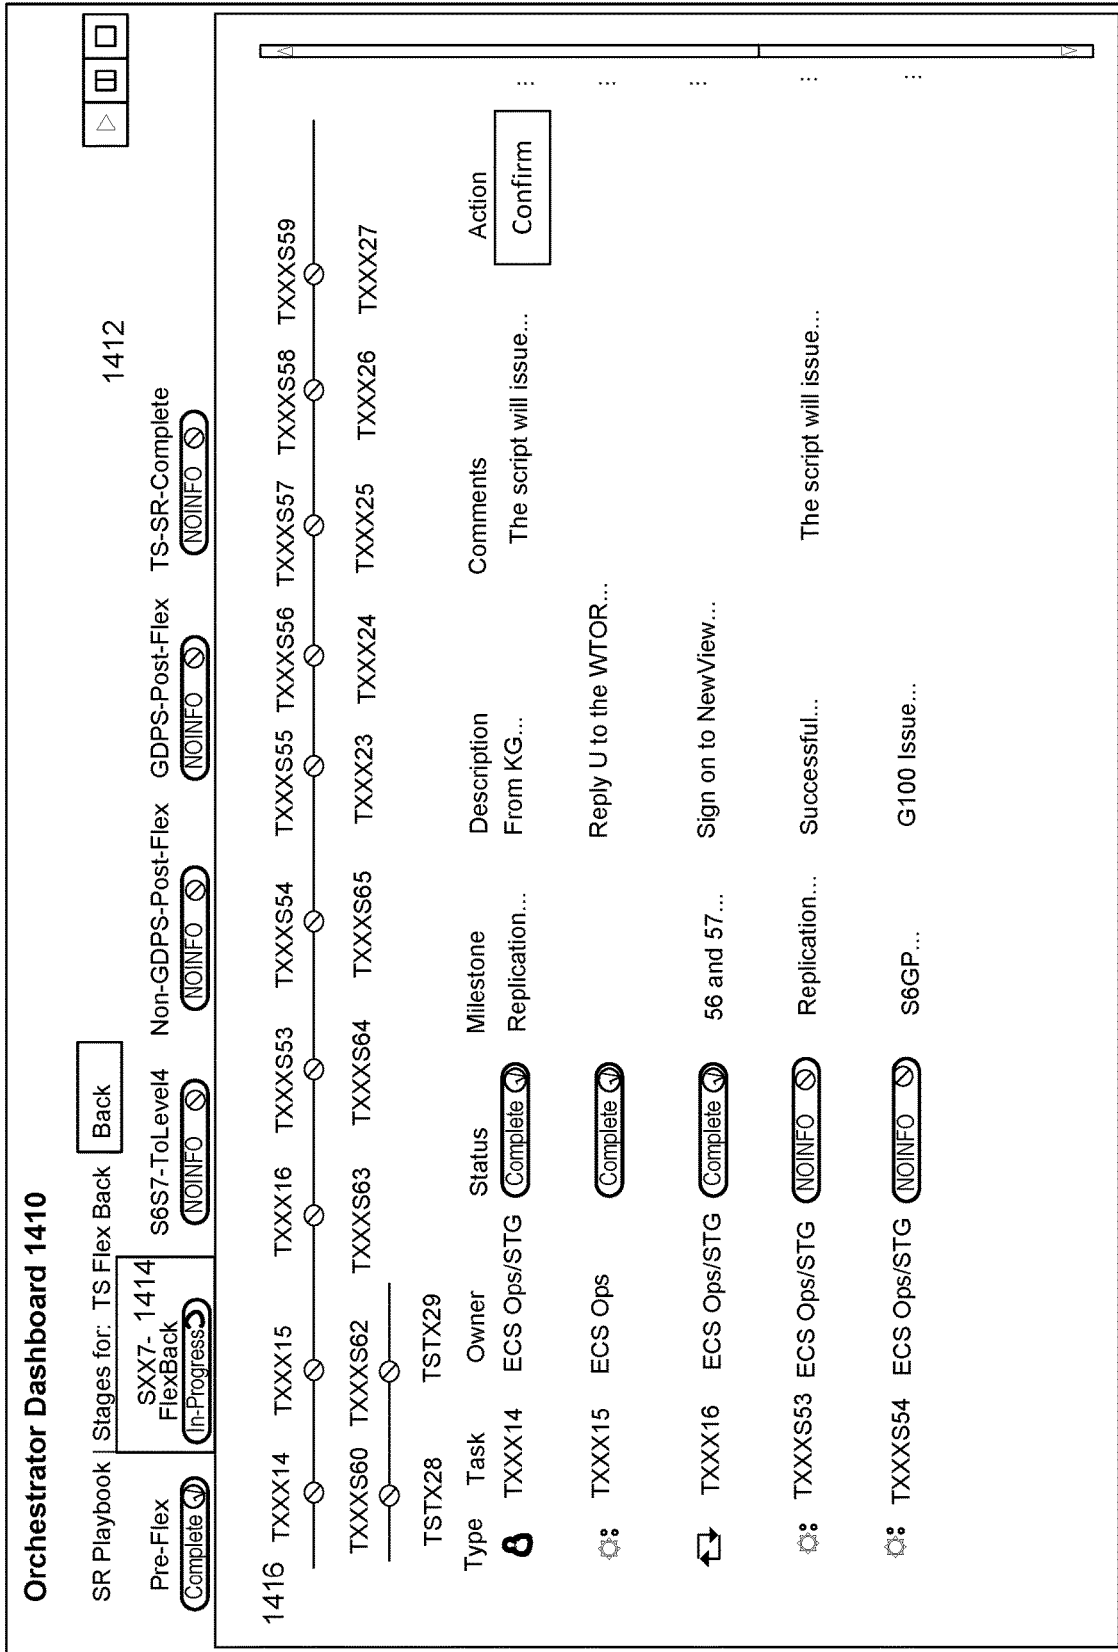 Orchestrator Dashboard 1410
SR Playbook | Stages for: TS Flex Back | Back
1412
Pre-Flex
Complete
SXX7- 1414
FlexBack
In-Progress
S6S7-ToLevel4
NOINFO
Non-GDPS-Post-Flex
NOINFO
GDPS-Post-Flex
NOINFO
TS-SR-Complete
NOINFO
1416
TXXX14 TXXX15 TXXX16 TXXXS53 TXXXS54 TXXXS55 TXXXS56 TXXXS57 TXXXS58 TXXXS59
TXXXS60 TXXXS62 TXXXS63 TXXXS64 TXXXS65 TXXX23 TXXX24 TXXX25 TXXX26 TXXX27
TSTX28 TSTX29
Type Task Owner Status Milestone Description Comments Action
TXXX14 ECS Ops/STG Complete Replication... From KG... The script will issue... Confirm ...
TXXX15 ECS Ops Complete Reply U to the WTOR... ...
TXXX16 ECS Ops/STG Complete 56 and 57... Sign on to NewView... ...
TXXXS53 ECS Ops/STG NOINFO Replication... Successful... The script will issue... ...
TXXXS54 ECS Ops/STG NOINFO S6GP... G100 Issue... ...